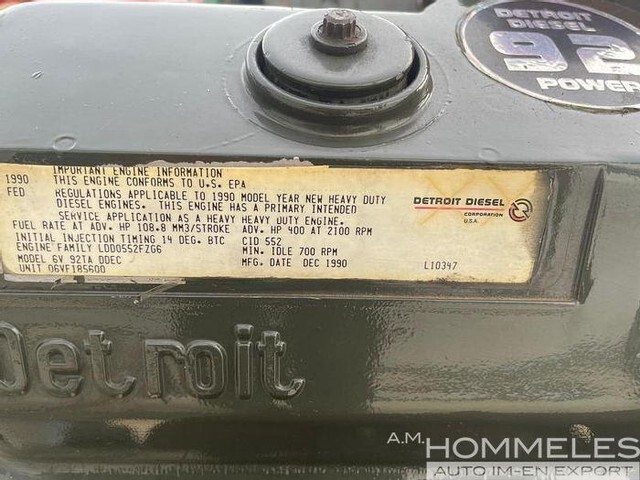 DETROIT
DIESEL
92
POWER
IMPORTANT ENGINE INFORMATION
1990 THIS ENGINE CONFORMS TO U.S. EPA
FED REGULATIONS APPLICABLE TO 1990 MODEL YEAR NEW HEAVY DUTY
DIESEL ENGINES. THIS ENGINE HAS A PRIMARY INTENDED
SERVICE APPLICATION AS A HEAVY HEAVY DUTY ENGINE.
FUEL RATE AT ADV. HP 108.8 MM3/STROKE ADV. HP 400 AT 2100 RPM
INITIAL INJECTION TIMING 14 DEG. BTC CID 552
ENGINE FAMILY LDD0552FZG6 MIN. IDLE 700 RPM
MODEL 6V 92TA DDEC MFG. DATE DEC 1990 L10347
UNIT 06VF185600
DETROIT DIESEL
CORPORATION
U.S.A.
Detroit
A.M. HOMMELES
AUTO IM-EN EXPORT